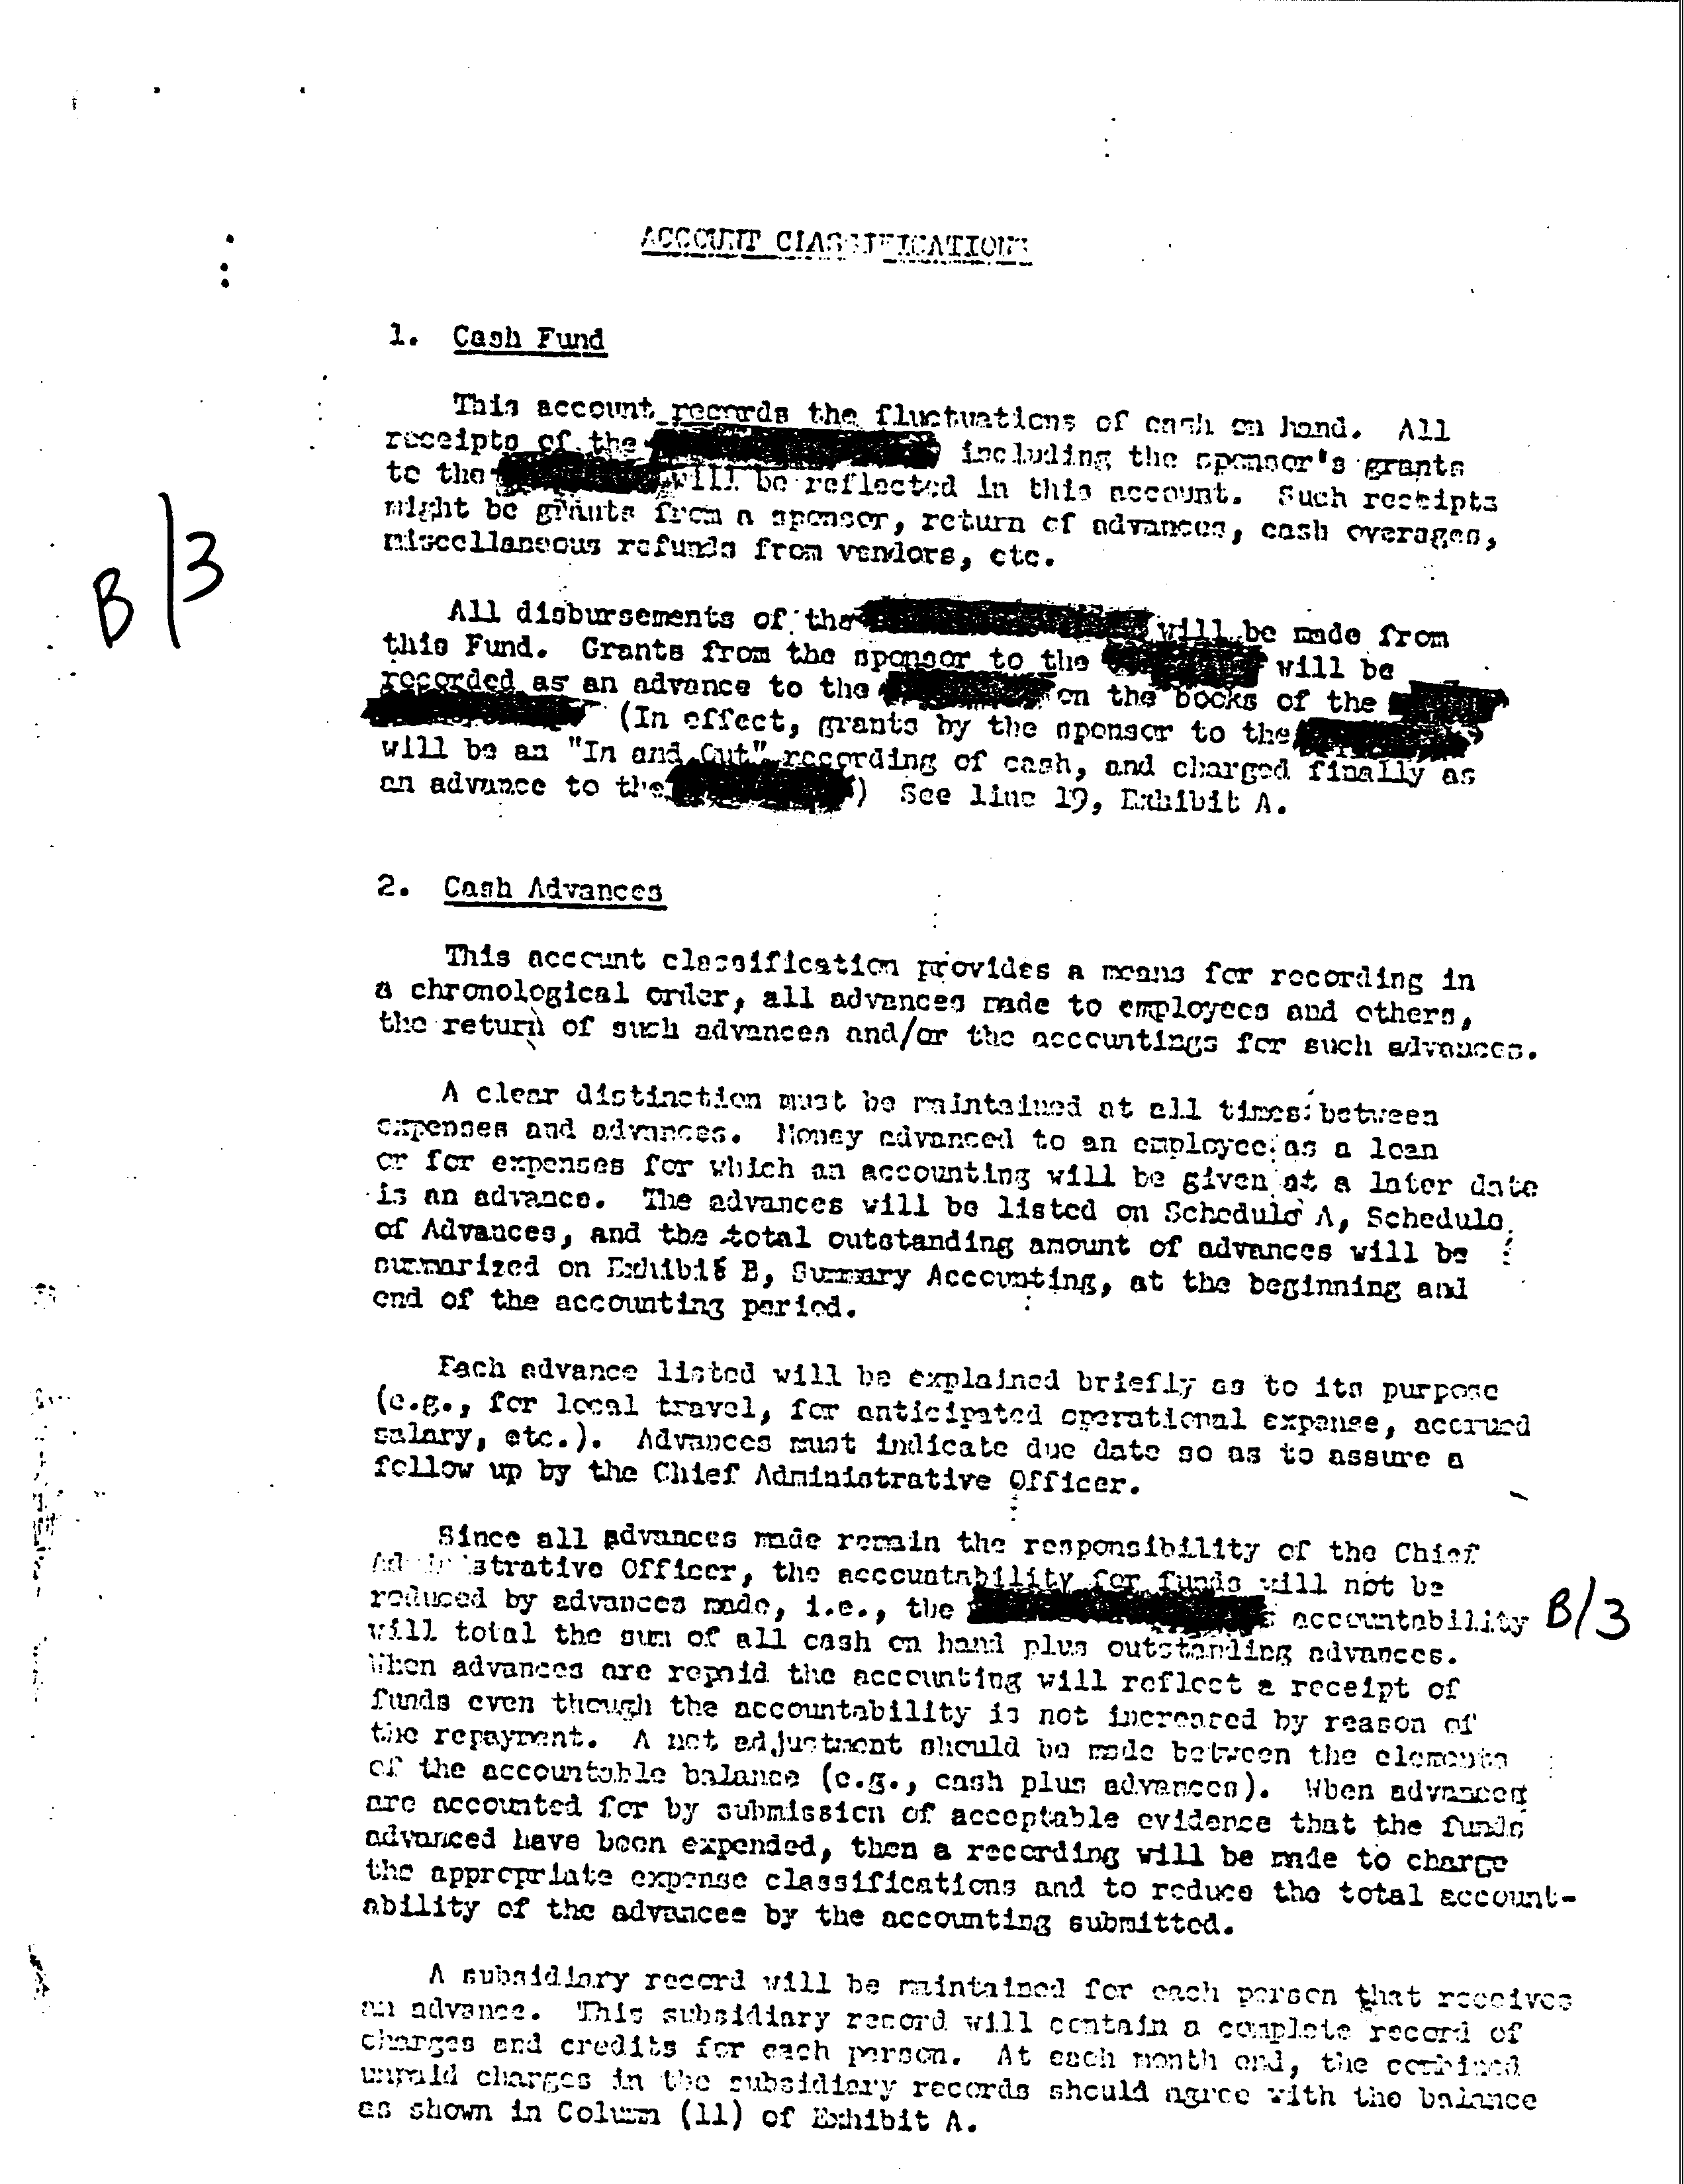 ACCOUNT CLASSIFICATIONS
1. Cash Fund
This account records the fluctuations of cash on hand. All
receipts of the including the sponsor's grants
to the will be reflected in this account. Such receipts
might be grants from a sponsor, return of advances, cash overages,
miscellaneous refunds from vendors, etc.
B/3
All disbursements of the will be made from
this Fund. Grants from the sponsor to the will be
recorded as an advance to the on the books of the
(In effect, grants by the sponsor to the
will be an "In and Out" recording of cash, and charged finally as
an advance to the ) See line 19, Exhibit A.
2. Cash Advances
This account classification provides a means for recording in
a chronological order, all advances made to employees and others,
the return of such advances and/or the accountings for such advances.
A clear distinction must be maintained at all times between
expenses and advances. Money advanced to an employee as a loan
or for expenses for which an accounting will be given at a later date
is an advance. The advances will be listed on Schedule A, Schedule
of Advances, and the total outstanding amount of advances will be
summarized on Exhibit B, Summary Accounting, at the beginning and
end of the accounting period.
Each advance listed will be explained briefly as to its purpose
(e.g., for local travel, for anticipated operational expense, accrued
salary, etc.). Advances must indicate due date so as to assure a
follow up by the Chief Administrative Officer.
Since all advances made remain the responsibility of the Chief
Administrative Officer, the accountability for funds will not be
reduced by advances made, i.e., the accountability B/3
will total the sum of all cash on hand plus outstanding advances.
When advances are repaid the accounting will reflect a receipt of
funds even though the accountability is not increased by reason of
the repayment. A net adjustment should be made between the elements
of the accountable balance (e.g., cash plus advances). When advances
are accounted for by submission of acceptable evidence that the funds
advanced have been expended, then a recording will be made to charge
the appropriate expense classifications and to reduce the total account-
ability of the advances by the accounting submitted.
A subsidiary record will be maintained for each person that receives
an advance. This subsidiary record will contain a complete record of
charges and credits for each person. At each month end, the combined
unpaid charges in the subsidiary records should agree with the balance
as shown in Column (11) of Exhibit A.